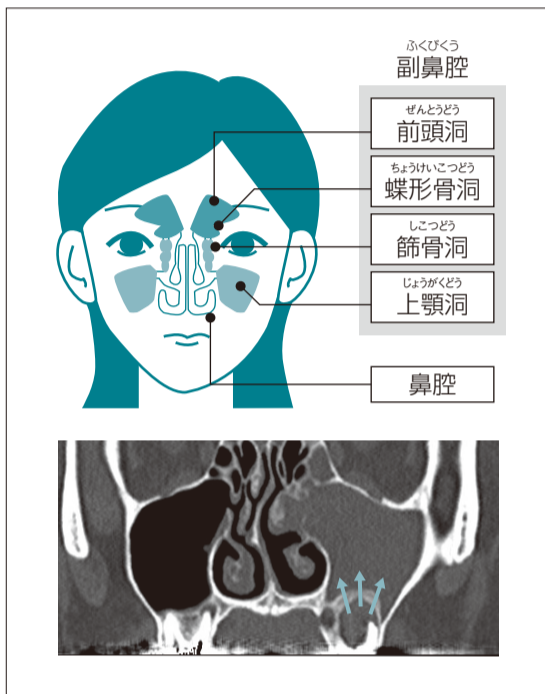 ふくびくう
副鼻腔
ぜんとうどう
前頭洞
ちょうけいこつどう
蝶形骨洞
しこつどう
篩骨洞
じょうがくどう
上顎洞
鼻腔